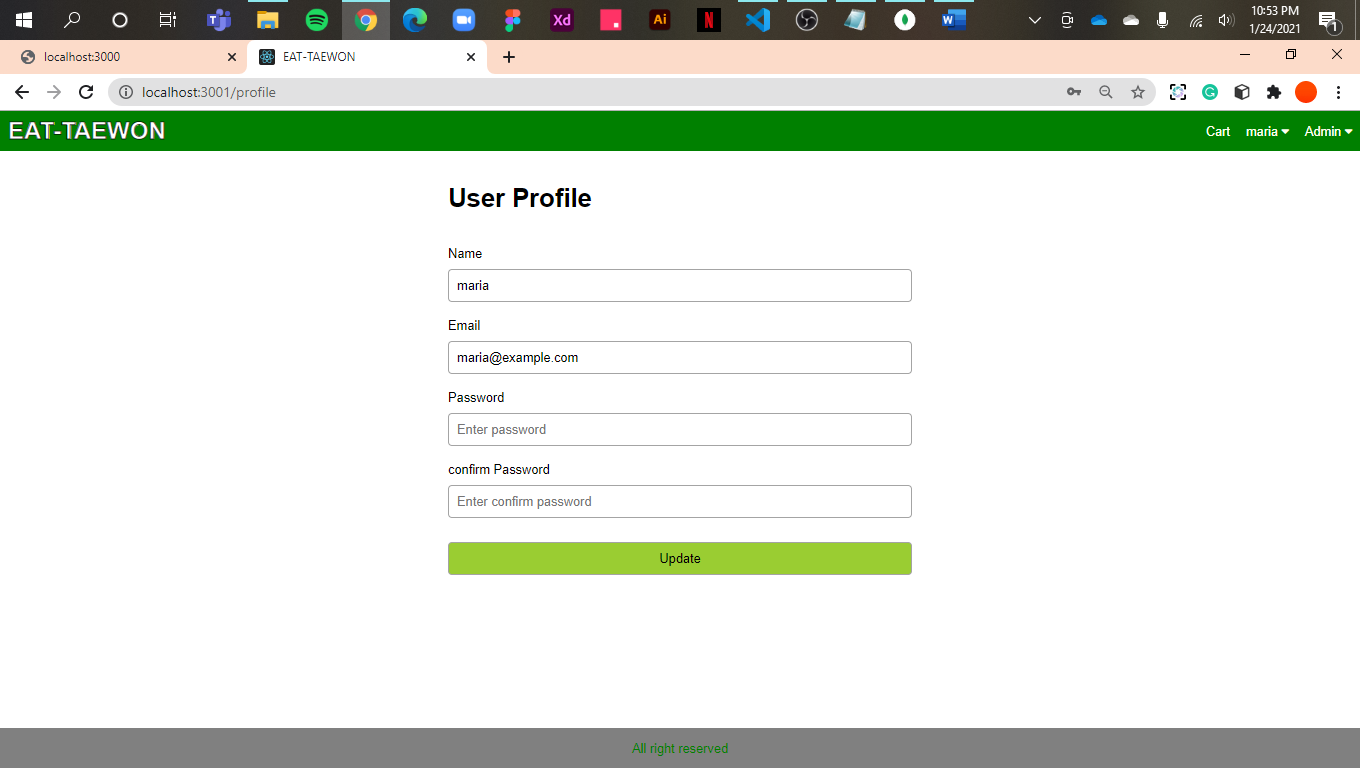 Xd
Ai
N
W
10:53 PM
1/24/2021
1
localhost:3000
EAT-TAEWON
localhost:3001/profile
EAT-TAEWON
Cart maria Admin
User Profile
Name
maria
Email
maria@example.com
Password
Enter password
confirm Password
Enter confirm password
Update
All right reserved